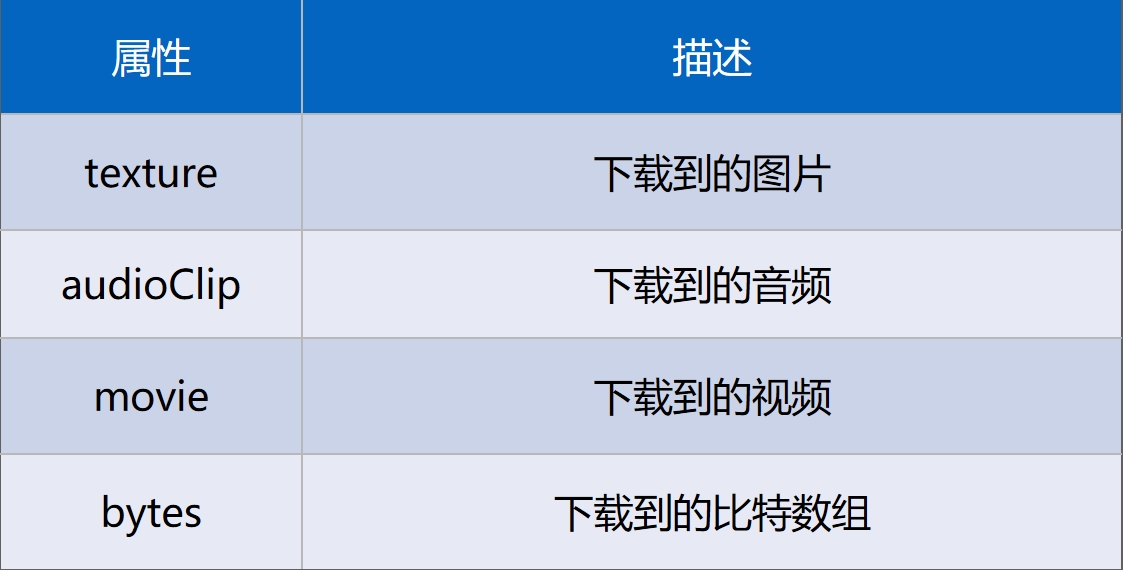 属性 描述
texture 下载到的图片
audioClip 下载到的音频
movie 下载到的视频
bytes 下载到的比特数组